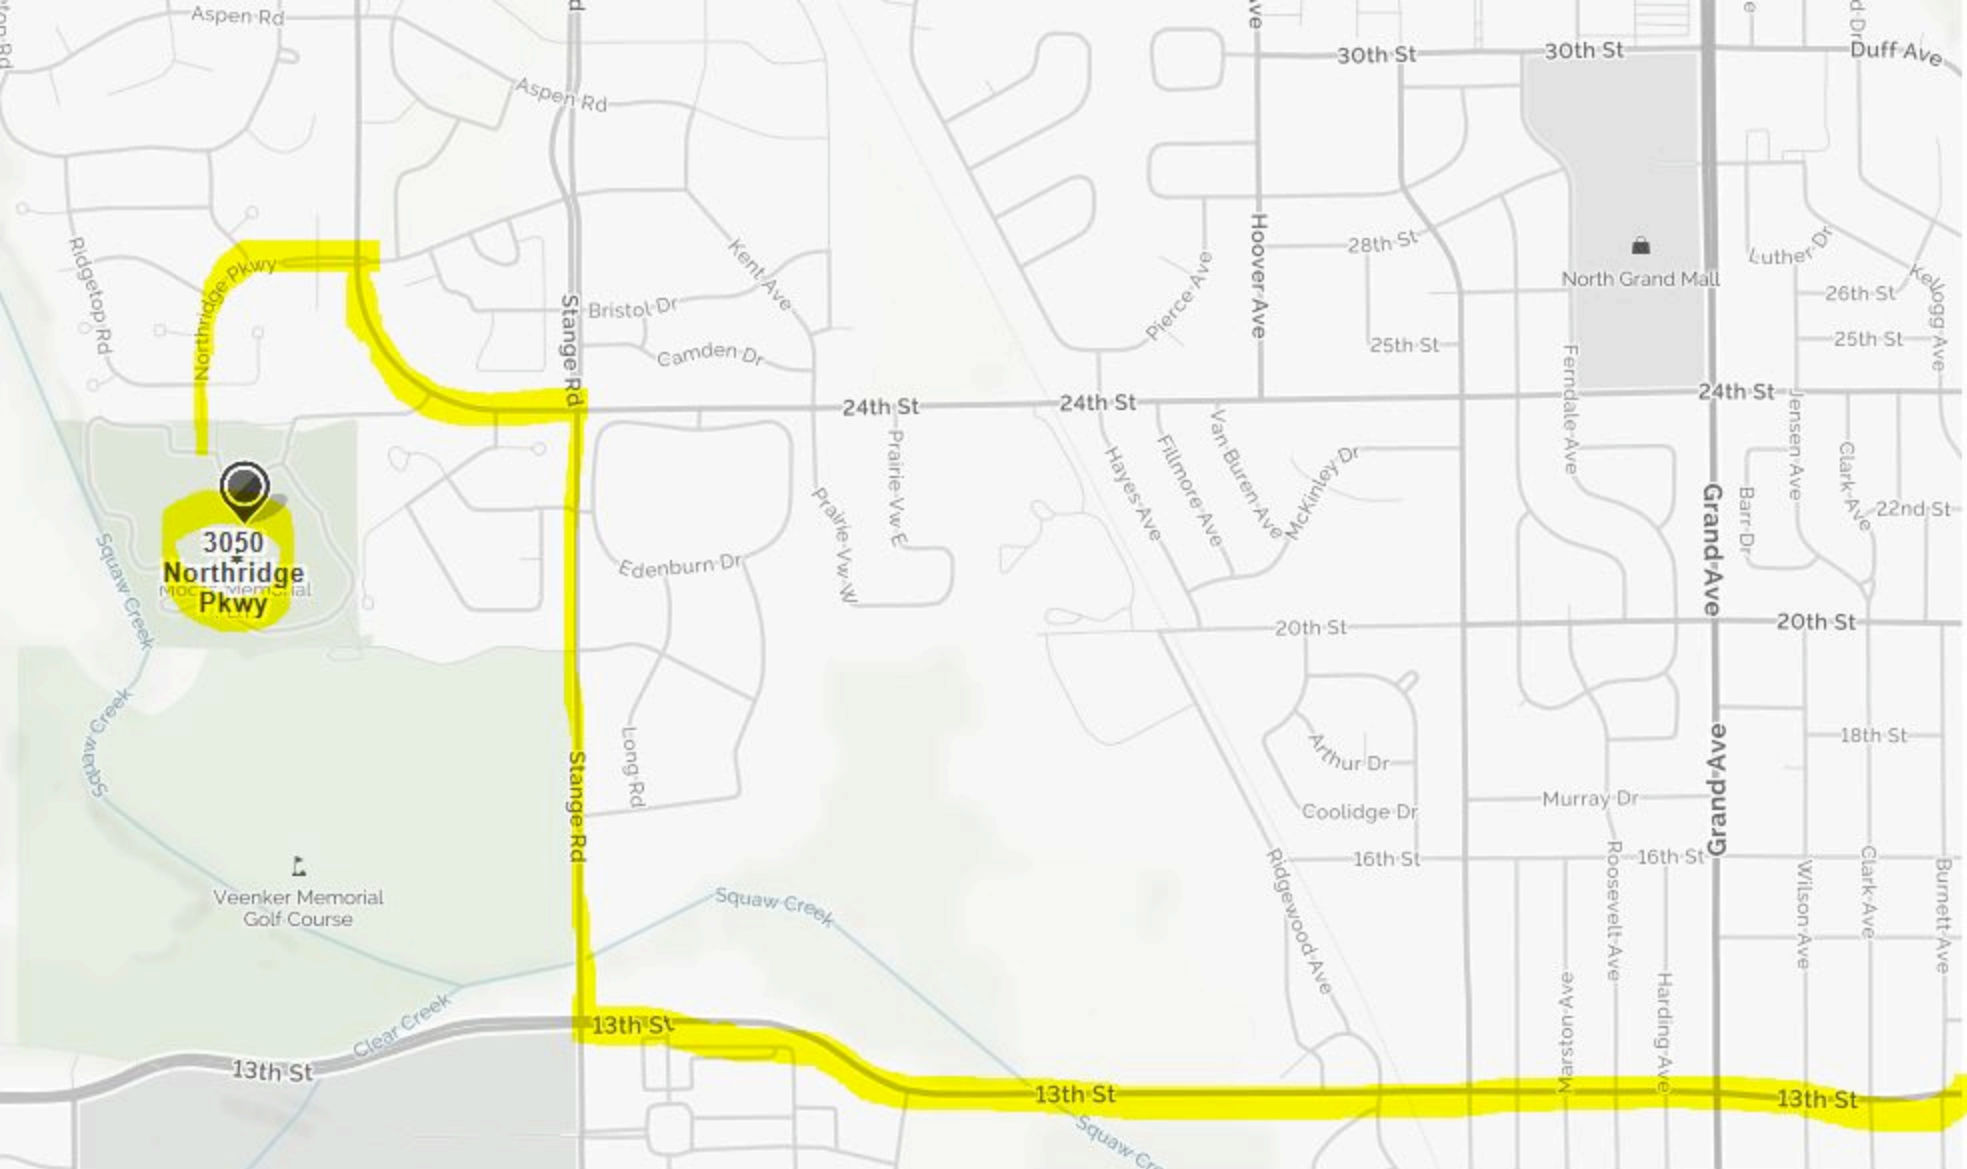 Aspen Rd
30th St
30th St
Duff Ave
Aspen Rd
Ridgetop Rd
Northridge Pkwy
Kent Ave
Stange Rd
Bristol Dr
Camden Dr
Pierce Ave
Hoover Ave
28th St
25th St
North Grand Mall
Luther Dr
Kellogg Ave
26th St
25th St
Ferndale Ave
24th St
24th St
24th St
Jensen Ave
Prairie Vw E
Prairie Vw W
Hayes Ave
Fillmore Ave
Van Buren Ave
McKinley Dr
Grand Ave
Barr Dr
Clark Ave
22nd St
3050
Northridge
Pkwy
Memorial
Squaw Creek
Edenburn Dr
20th St
20th St
Squaw Creek
Long Rd
Stange Rd
Arthur Dr
Coolidge Dr
Murray Dr
Grand Ave
18th St
16th St
16th St
Veenker Memorial
Golf Course
Squaw Creek
Ridgewood Ave
Roosevelt Ave
Marston Ave
Harding Ave
Wilson Ave
Clark Ave
Burnett Ave
Clear Creek
13th St
13th St
13th St
13th St
Squaw Cre